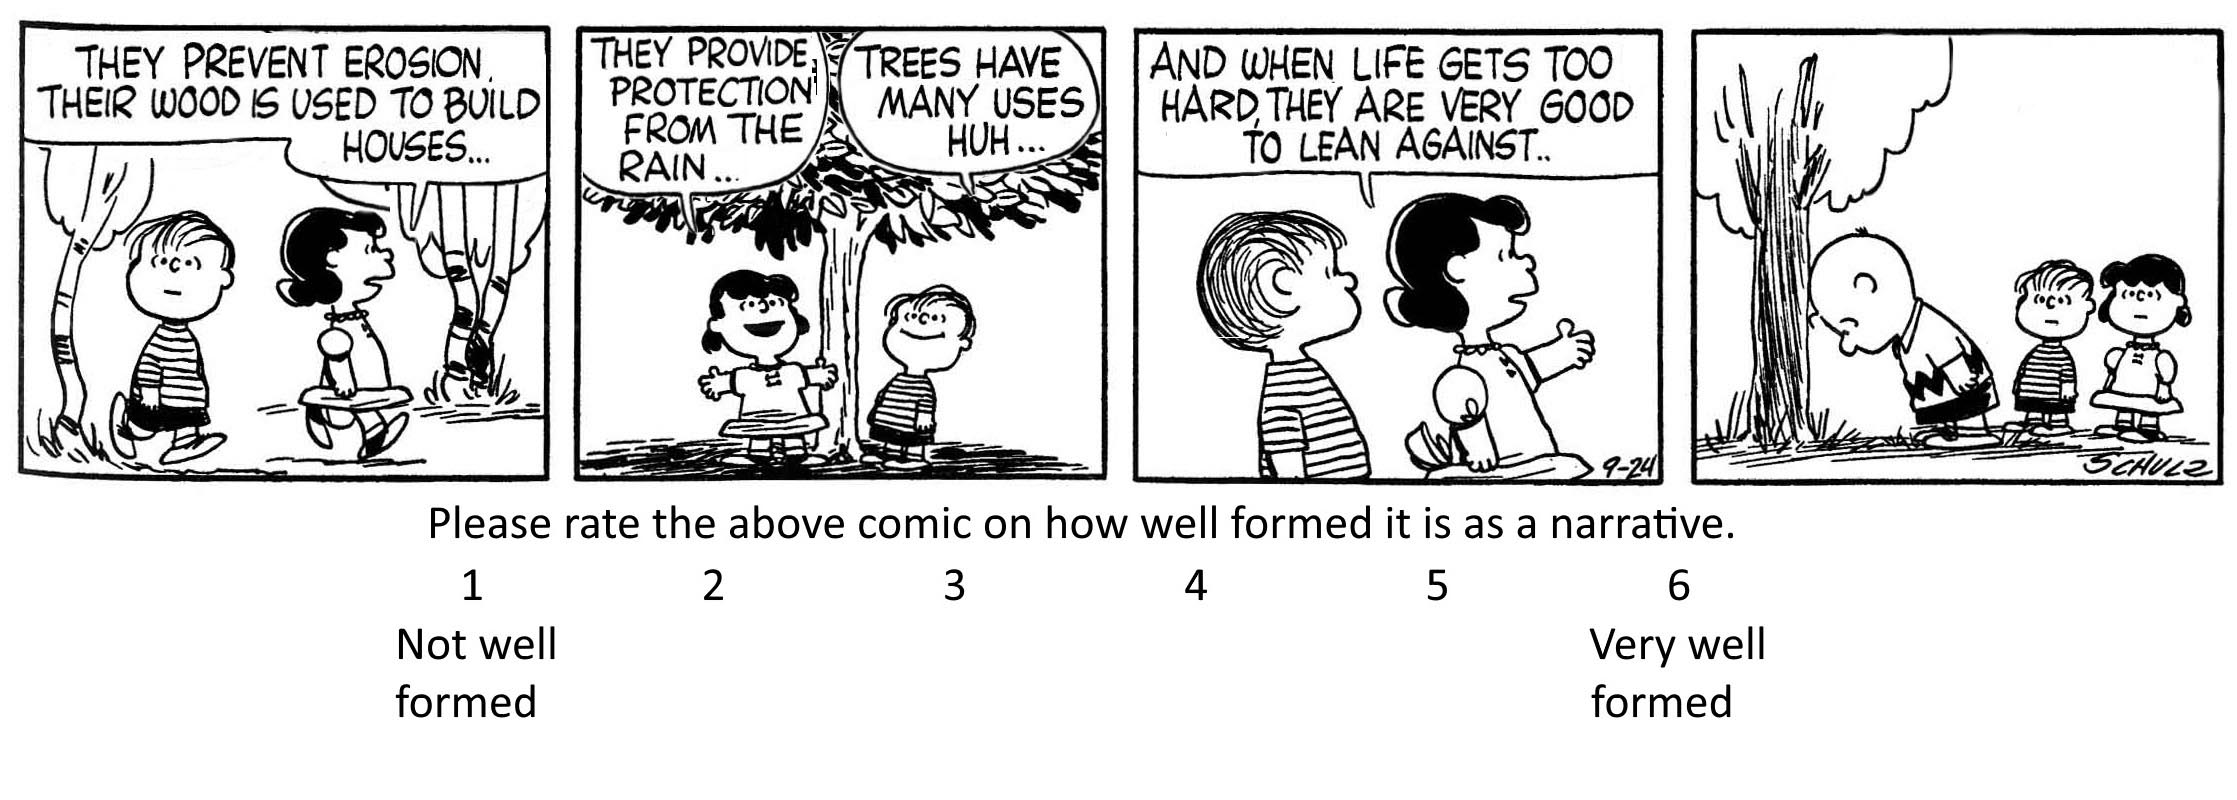 THEY PREVENT EROSION.
THEIR WOOD IS USED TO BUILD
HOUSES...
THEY PROVIDE
PROTECTION
FROM THE
RAIN...
TREES HAVE
MANY USES
HUH...
AND WHEN LIFE GETS TOO
HARD, THEY ARE VERY GOOD
TO LEAN AGAINST..
9-24
SCHULZ
Please rate the above comic on how well formed it is as a narrative.
1 2 3 4 5 6
Not well
formed
Very well
formed